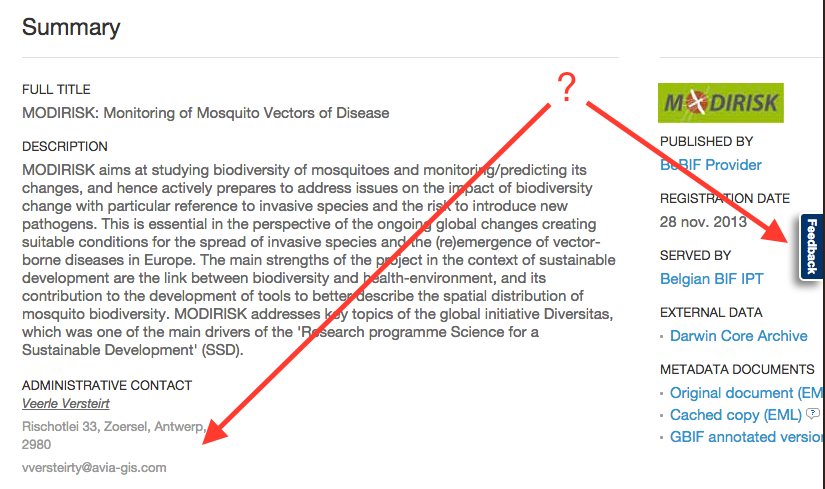 Summary
?
FULL TITLE
MODIRISK: Monitoring of Mosquito Vectors of Disease
DESCRIPTION
MODIRISK aims at studying biodiversity of mosquitoes and monitoring/predicting its
changes, and hence actively prepares to address issues on the impact of biodiversity
change with particular reference to invasive species and the risk to introduce new
pathogens. This is essential in the perspective of the ongoing global changes creating
suitable conditions for the spread of invasive species and the (re)emergence of vector-
borne diseases in Europe. The main strengths of the project in the context of sustainable
development are the link between biodiversity and health-environment, and its
contribution to the development of tools to better describe the spatial distribution of
mosquito biodiversity. MODIRISK addresses key topics of the global initiative Diversitas,
which was one of the main drivers of the 'Research programme Science for a
Sustainable Development' (SSD).
ADMINISTRATIVE CONTACT
Veerle Versteirt
Rischotlei 33, Zoersel, Antwerp,
2980
vversteirty@avia-gis.com
MODIRISK
PUBLISHED BY
BeBIF Provider
REGISTRATION DATE
28 nov. 2013
SERVED BY
Belgian BIF IPT
EXTERNAL DATA
Darwin Core Archive
METADATA DOCUMENTS
Original document (EM
Cached copy (EML) ?
GBIF annotated version
Feedback